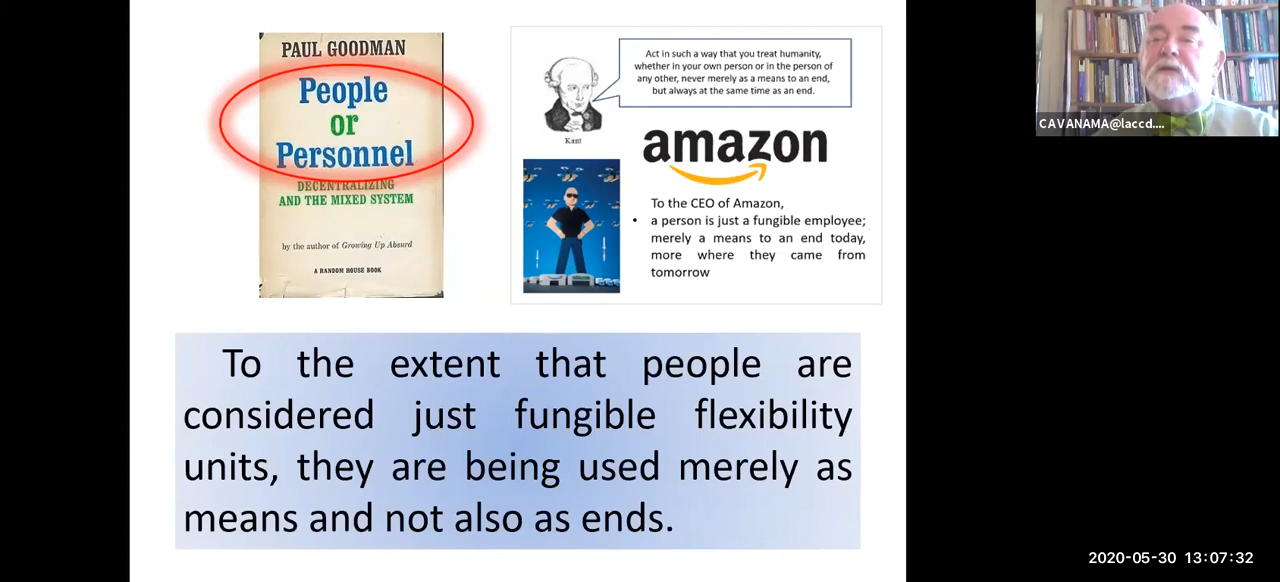 PAUL GOODMAN
People
or
Personnel
DECENTRALIZING
AND THE MIXED SYSTEM
by the author of Growing Up Absurd
A RANDOM HOUSE BOOK
Act in such a way that you treat humanity,
whether in your own person or in the person of
any other, never merely as a means to an end,
but always at the same time as an end.
Kant
amazon
To the CEO of Amazon,
• a person is just a fungible employee;
merely a means to an end today,
more where they came from
tomorrow
To the extent that people are
considered just fungible flexibility
units, they are being used merely as
means and not also as ends.
CAVANAMA@laccd....
2020-05-30 13:07:32